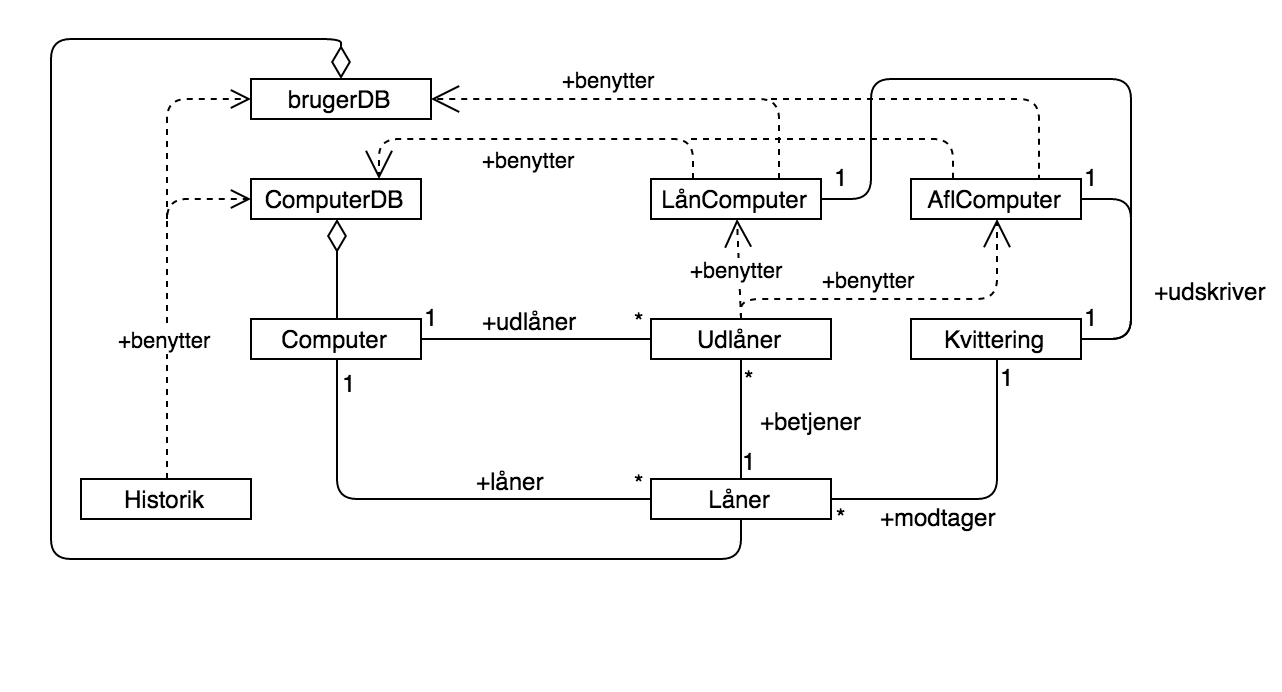 +benytter
brugerDB
+benytter
1
1
ComputerDB
LånComputer
AflComputer
+benytter
+benytter
+udskriver
1
+udlåner
*
1
Computer
Udlåner
Kvittering
+benytter
1
*
1
+betjener
1
+låner
*
Historik
Låner
*
+modtager